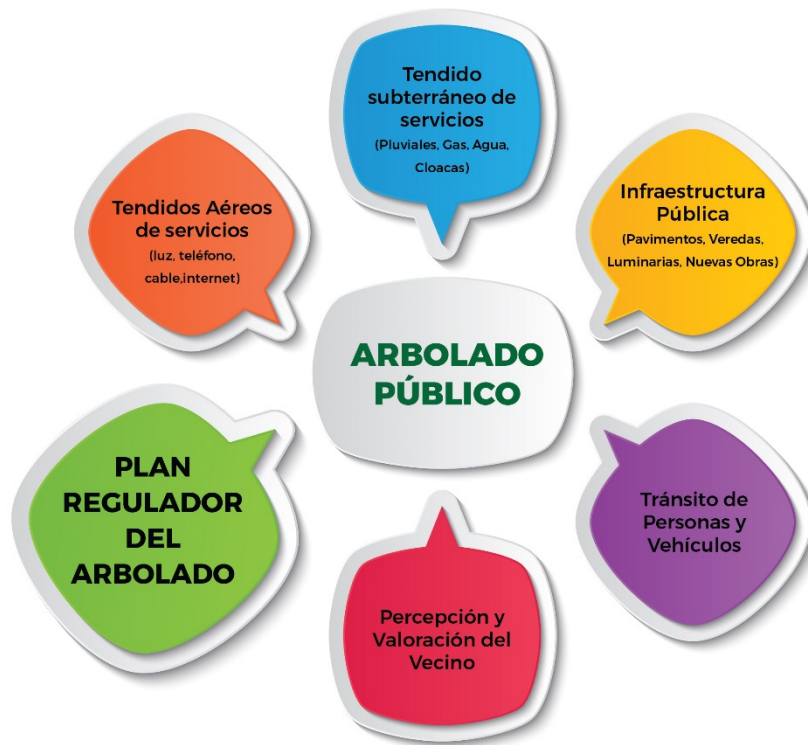 Tendido
subterráneo de
servicios
(Pluviales, Gas, Agua,
Cloacas)
Tendidos Aéreos
de servicios
(luz, teléfono,
cable,internet)
Infraestructura
Pública
(Pavimentos, Veredas,
Luminarias, Nuevas Obras)
ARBOLADO
PÚBLICO
PLAN
REGULADOR
DEL
ARBOLADO
Tránsito de
Personas y
Vehículos
Percepción y
Valoración del
Vecino